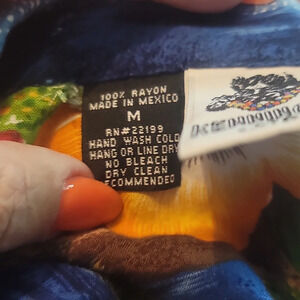 100% RAYON
MADE IN MEXICO
M
RN#22199
HAND WASH COLD
HANG OR LINE DRY
NO BLEACH
DRY CLEAN
RECOMMENDED